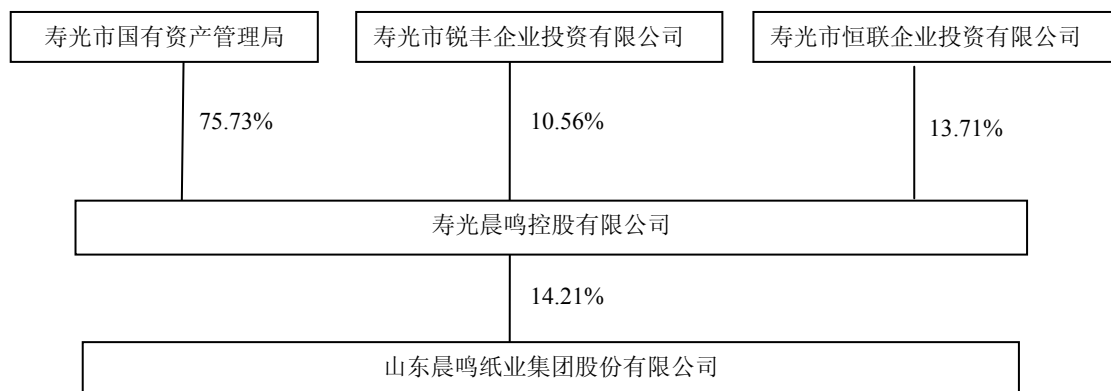 寿光市国有资产管理局
寿光市锐丰企业投资有限公司
寿光市恒联企业投资有限公司
75.73%
10.56%
13.71%
寿光晨鸣控股有限公司
14.21%
山东晨鸣纸业集团股份有限公司